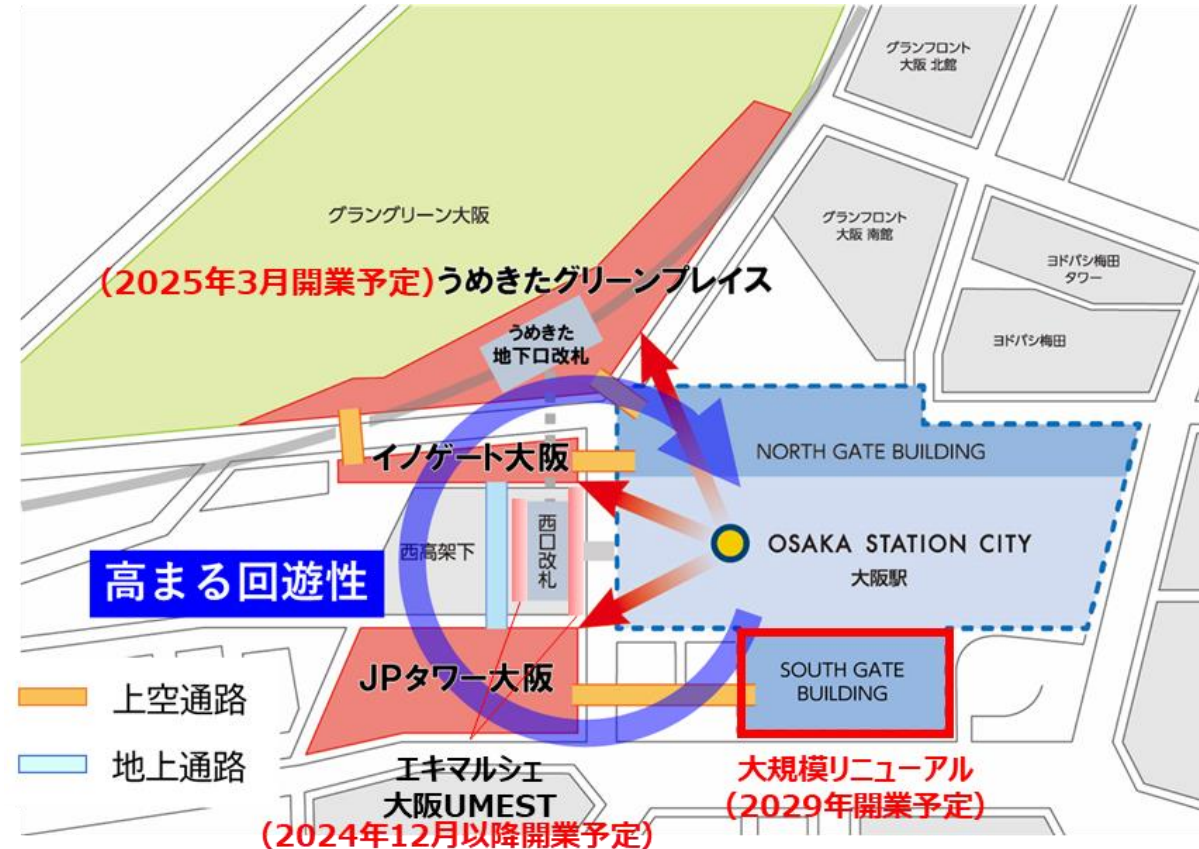 グランフロント
大阪 北館
グラングリーン大阪
グランフロント
大阪 南館
ヨドバシ梅田
タワー
(2025年3月開業予定)うめきたグリーンプレイス
うめきた
地下口改札
ヨドバシ梅田
イノゲート大阪
NORTH GATE BUILDING
西高架下
西口改札
OSAKA STATION CITY
大阪駅
高まる回遊性
JPタワー大阪
SOUTH GATE
BUILDING
上空通路
地上通路
エキマルシェ
大阪UMEST
(2024年12月以降開業予定)
大規模リニューアル
(2029年開業予定)